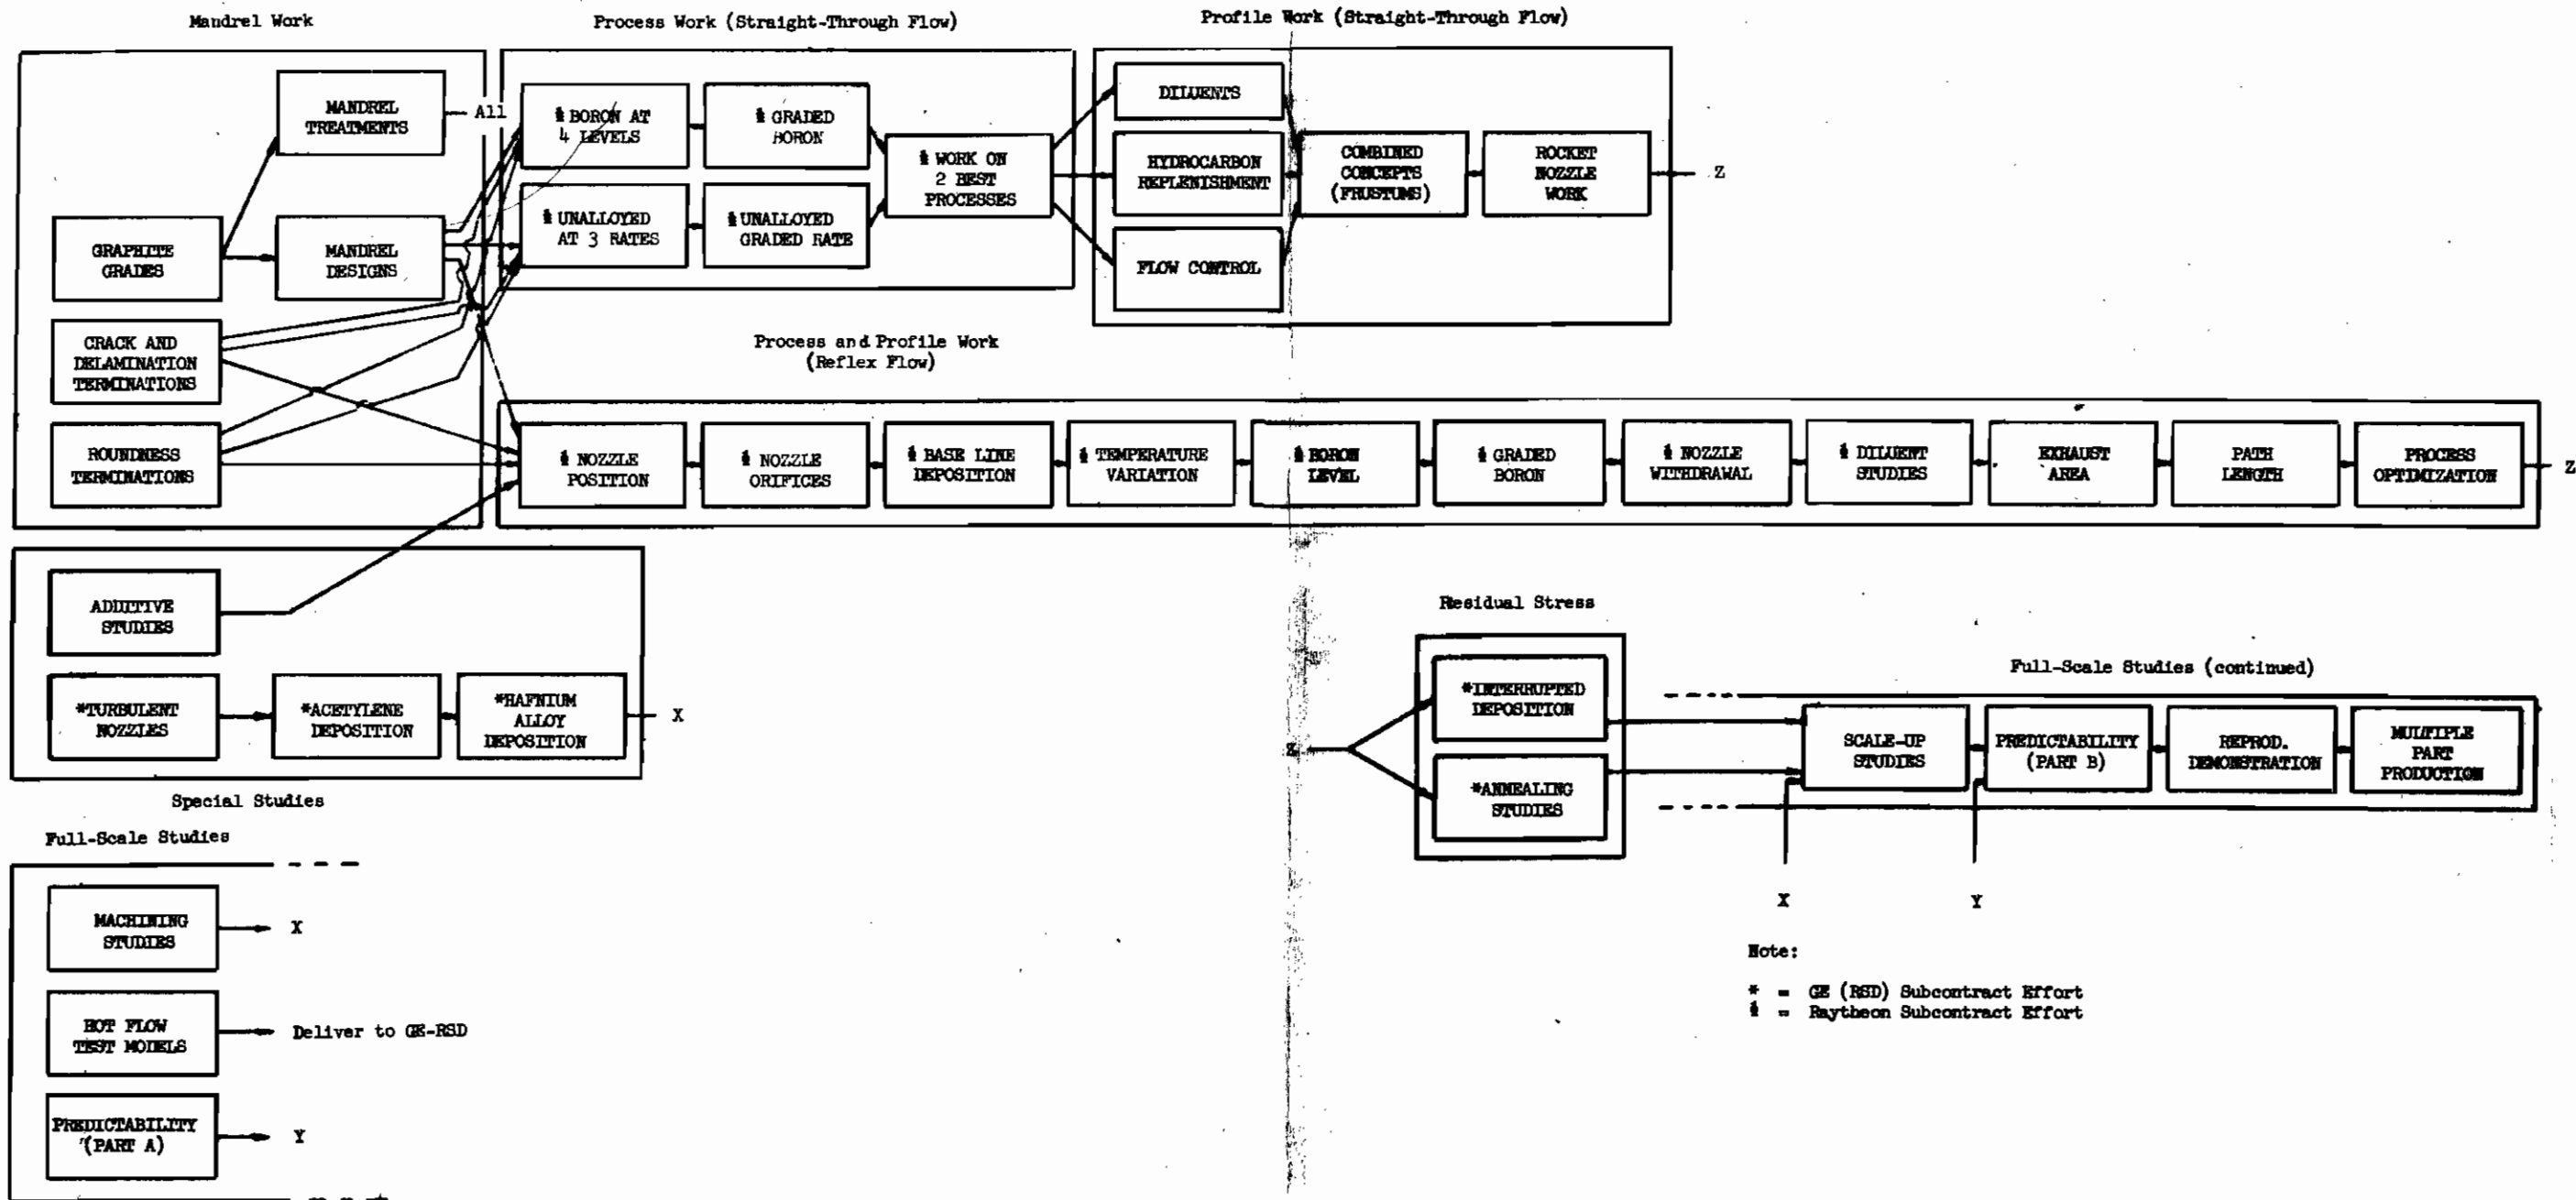 Mandrel Work
MANDREL
TREATMENTS
All
GRAPHITE
GRADES
MANDREL
DESIGNS
CRACK AND
DELAMINATION
TERMINATIONS
ROUNDNESS
TERMINATIONS
Process Work (Straight-Through Flow)
BORON AT
4 LEVELS
GRADED
BORON
UNALLOYED
AT 3 RATES
UNALLOYED
GRADED RATE
WORK ON
2 BEST
PROCESSES
Profile Work (Straight-Through Flow)
DILUENTS
HYDROCARBON
REPLENISHMENT
FLOW CONTROL
COMBINED
CONCEPTS
(FRUSTUMS)
ROCKET
NOZZLE
WORK
Z
Process and Profile Work
(Reflex Flow)
NOZZLE
POSITION
NOZZLE
ORIFICES
BASE LINE
DEPOSITION
TEMPERATURE
VARIATION
BORON
LEVEL
GRADED
BORON
NOZZLE
WITHDRAWAL
DILUENT
STUDIES
EXHAUST
AREA
PATH
LENGTH
PROCESS
OPTIMIZATION
Z
ADDITIVE
STUDIES
*TURBULENT
NOZZLES
*ACETYLENE
DEPOSITION
*HAFNIUM
ALLOY
DEPOSITION
X
Special Studies
Residual Stress
Z
*INTERRUPTED
DEPOSITION
*ANNEALING
STUDIES
Full-Scale Studies (continued)
SCALE-UP
STUDIES
PREDICTABILITY
(PART B)
REPROD.
DEMONSTRATION
MULTIPLE
PART
PRODUCTION
X
Y
Full-Scale Studies
MACHINING
STUDIES
X
HOT FLOW
TEST MODELS
Deliver to GE-RSD
PREDICTABILITY
(PART A)
Y
Note:
* = GE (RSD) Subcontract Effort
= Raytheon Subcontract Effort